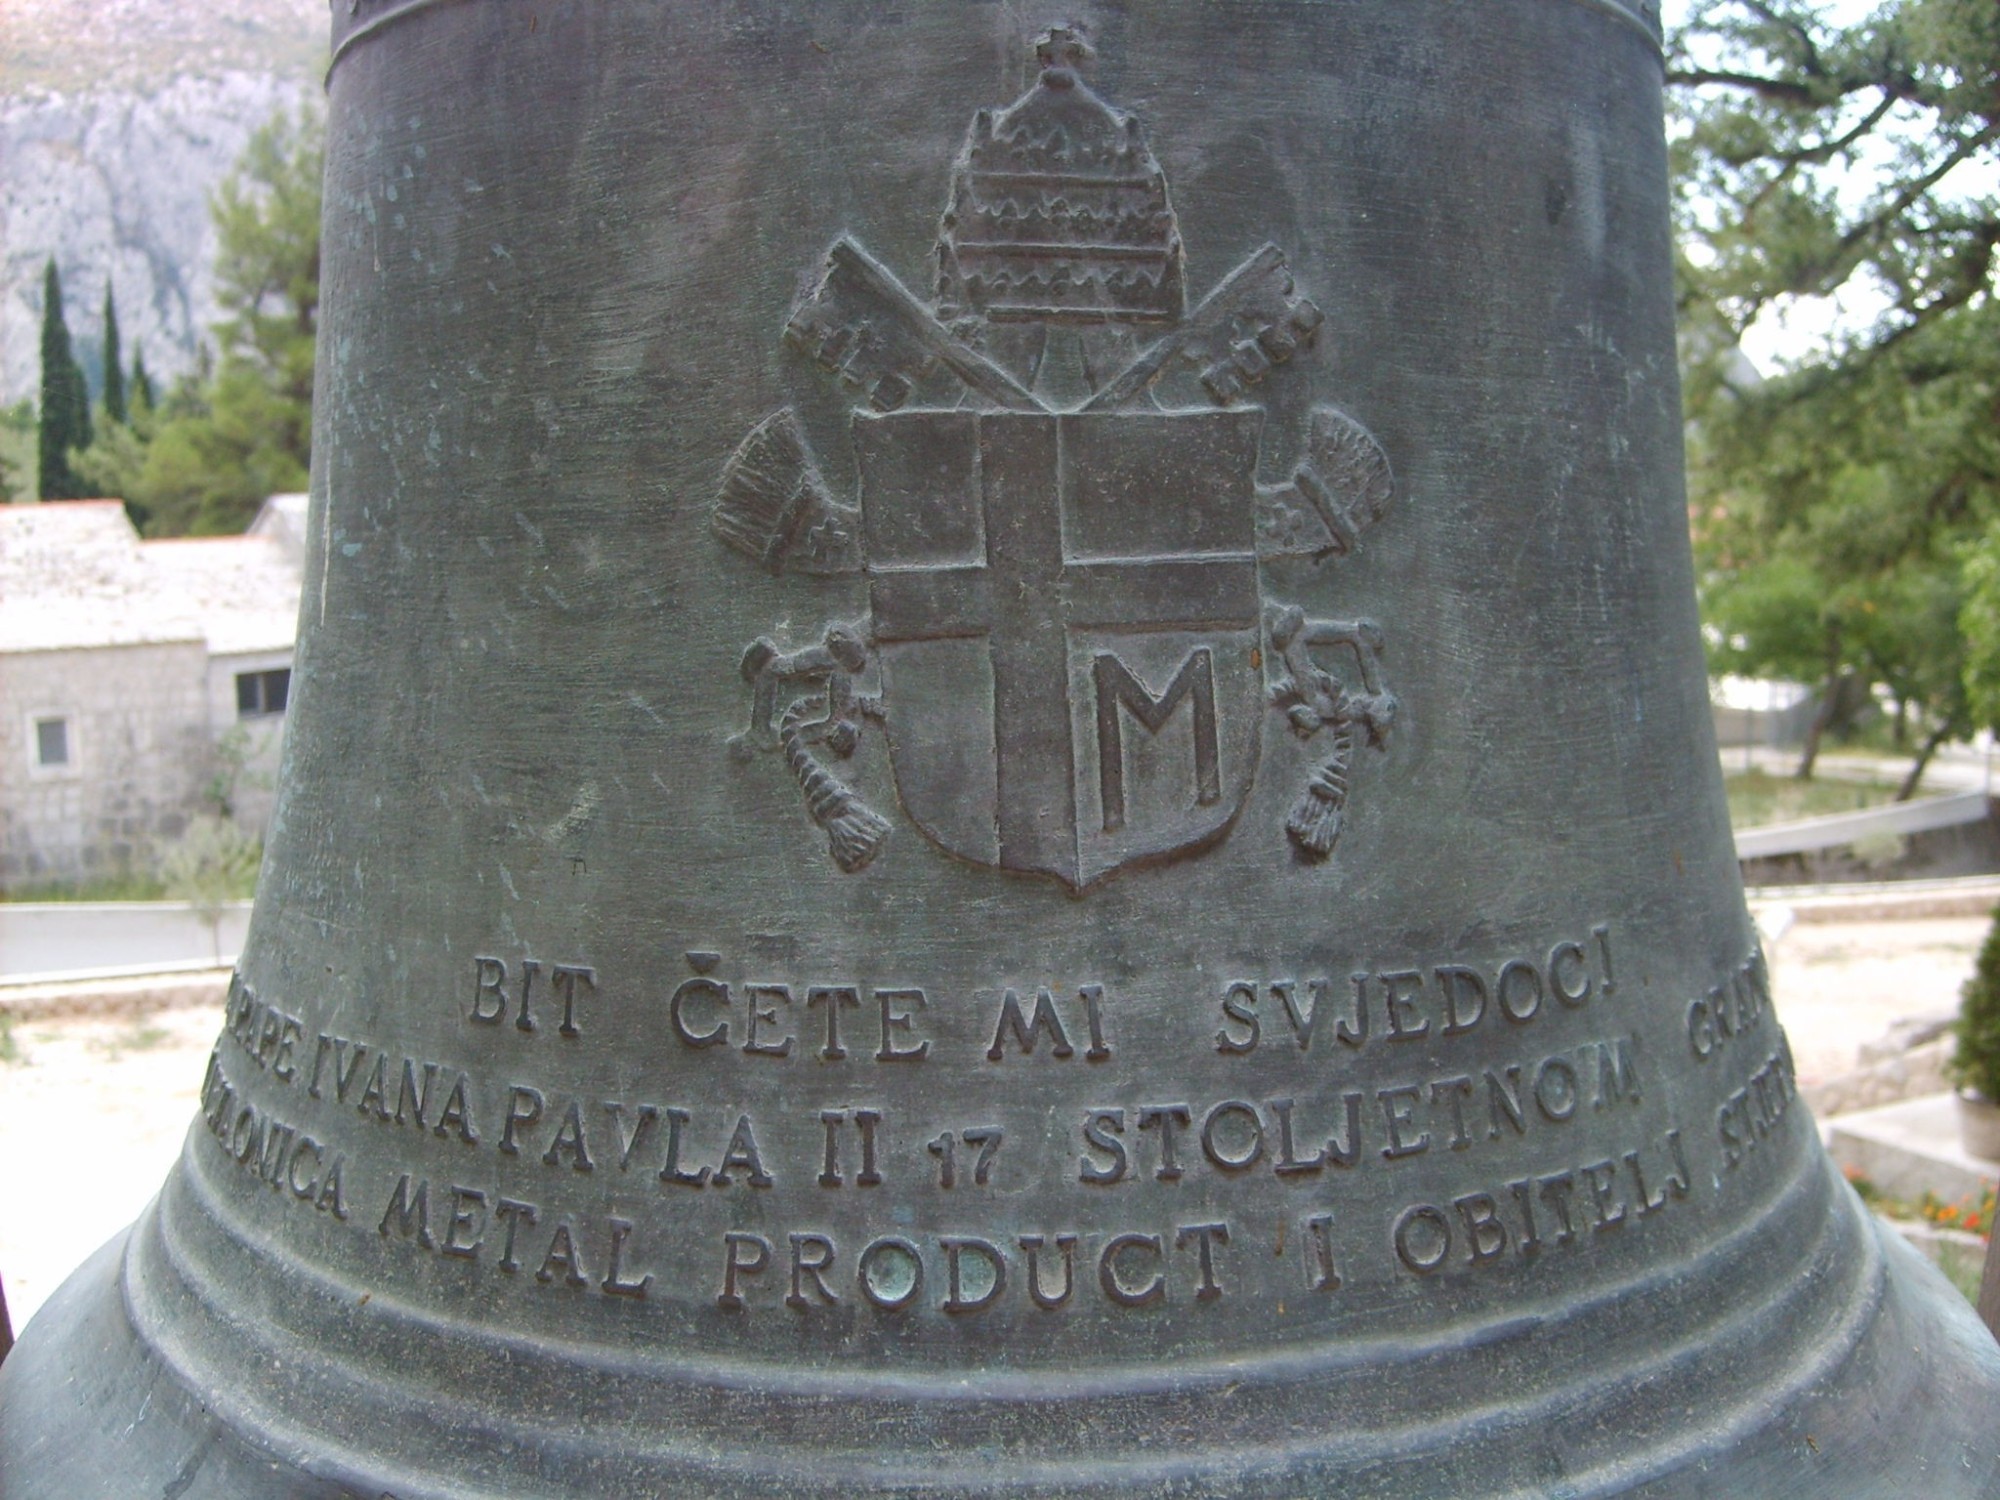 M
BIT ČETE MI SVJEDOCI
PAPE IVANA PAVLA II 17 STOLJETNOM
METAL PRODUCT I OBITELJ